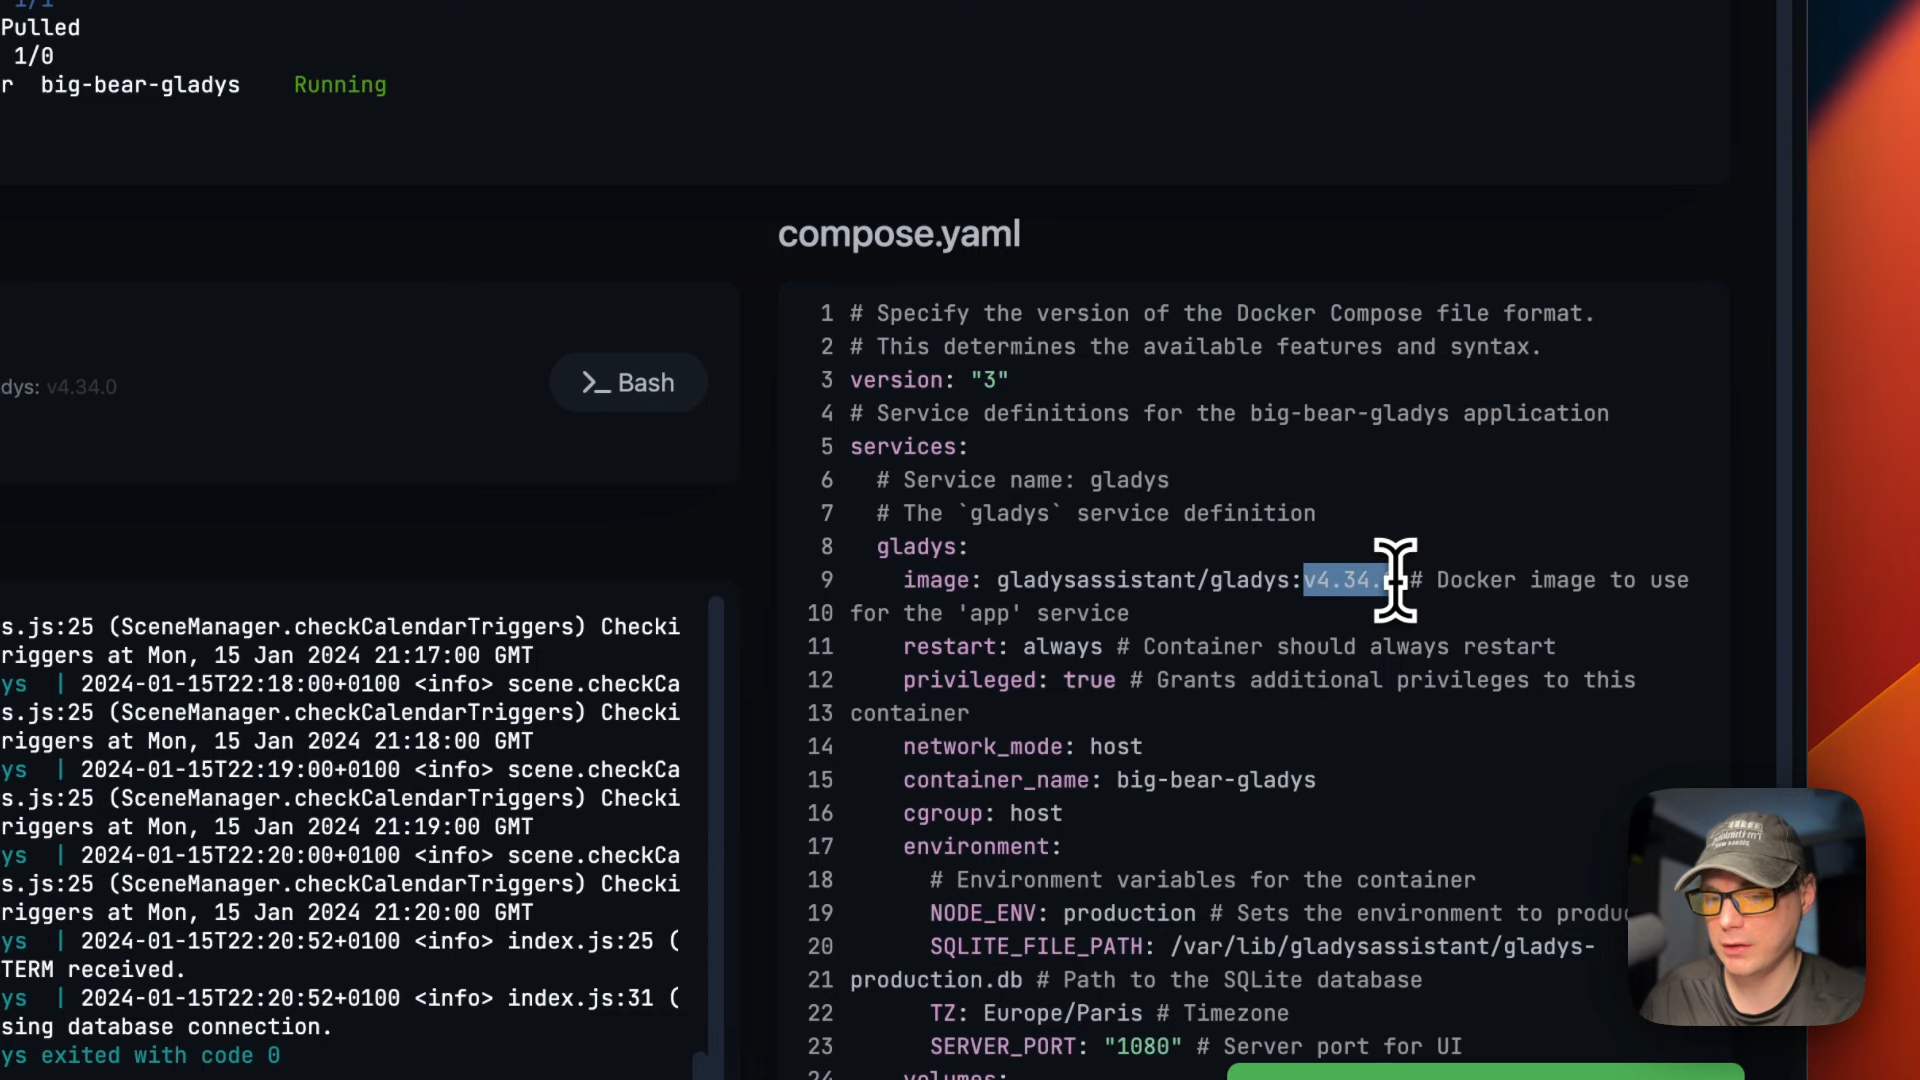 1/1
Pulled
1/0
r big-bear-gladys Running
compose.yaml
dys: v4.34.0
>_ Bash
1 # Specify the version of the Docker Compose file format.
2 # This determines the available features and syntax.
3 version: "3"
4 # Service definitions for the big-bear-gladys application
5 services:
6 # Service name: gladys
7 # The `gladys` service definition
8 gladys:
9 image: gladysassistant/gladys:v4.34. # Docker image to use
10 for the 'app' service
11 restart: always # Container should always restart
12 privileged: true # Grants additional privileges to this
13 container
14 network_mode: host
15 container_name: big-bear-gladys
16 cgroup: host
17 environment:
18 # Environment variables for the container
19 NODE_ENV: production # Sets the environment to produc
20 SQLITE_FILE_PATH: /var/lib/gladysassistant/gladys-
21 production.db # Path to the SQLite database
22 TZ: Europe/Paris # Timezone
23 SERVER_PORT: "1080" # Server port for UI
24 volumes:
s.js:25 (SceneManager.checkCalendarTriggers) Checki
riggers at Mon, 15 Jan 2024 21:17:00 GMT
ys | 2024-01-15T22:18:00+0100 <info> scene.checkCa
s.js:25 (SceneManager.checkCalendarTriggers) Checki
riggers at Mon, 15 Jan 2024 21:18:00 GMT
ys | 2024-01-15T22:19:00+0100 <info> scene.checkCa
s.js:25 (SceneManager.checkCalendarTriggers) Checki
riggers at Mon, 15 Jan 2024 21:19:00 GMT
ys | 2024-01-15T22:20:00+0100 <info> scene.checkCa
s.js:25 (SceneManager.checkCalendarTriggers) Checki
riggers at Mon, 15 Jan 2024 21:20:00 GMT
ys | 2024-01-15T22:20:52+0100 <info> index.js:25 (
TERM received.
ys | 2024-01-15T22:20:52+0100 <info> index.js:31 (
sing database connection.
ys exited with code 0